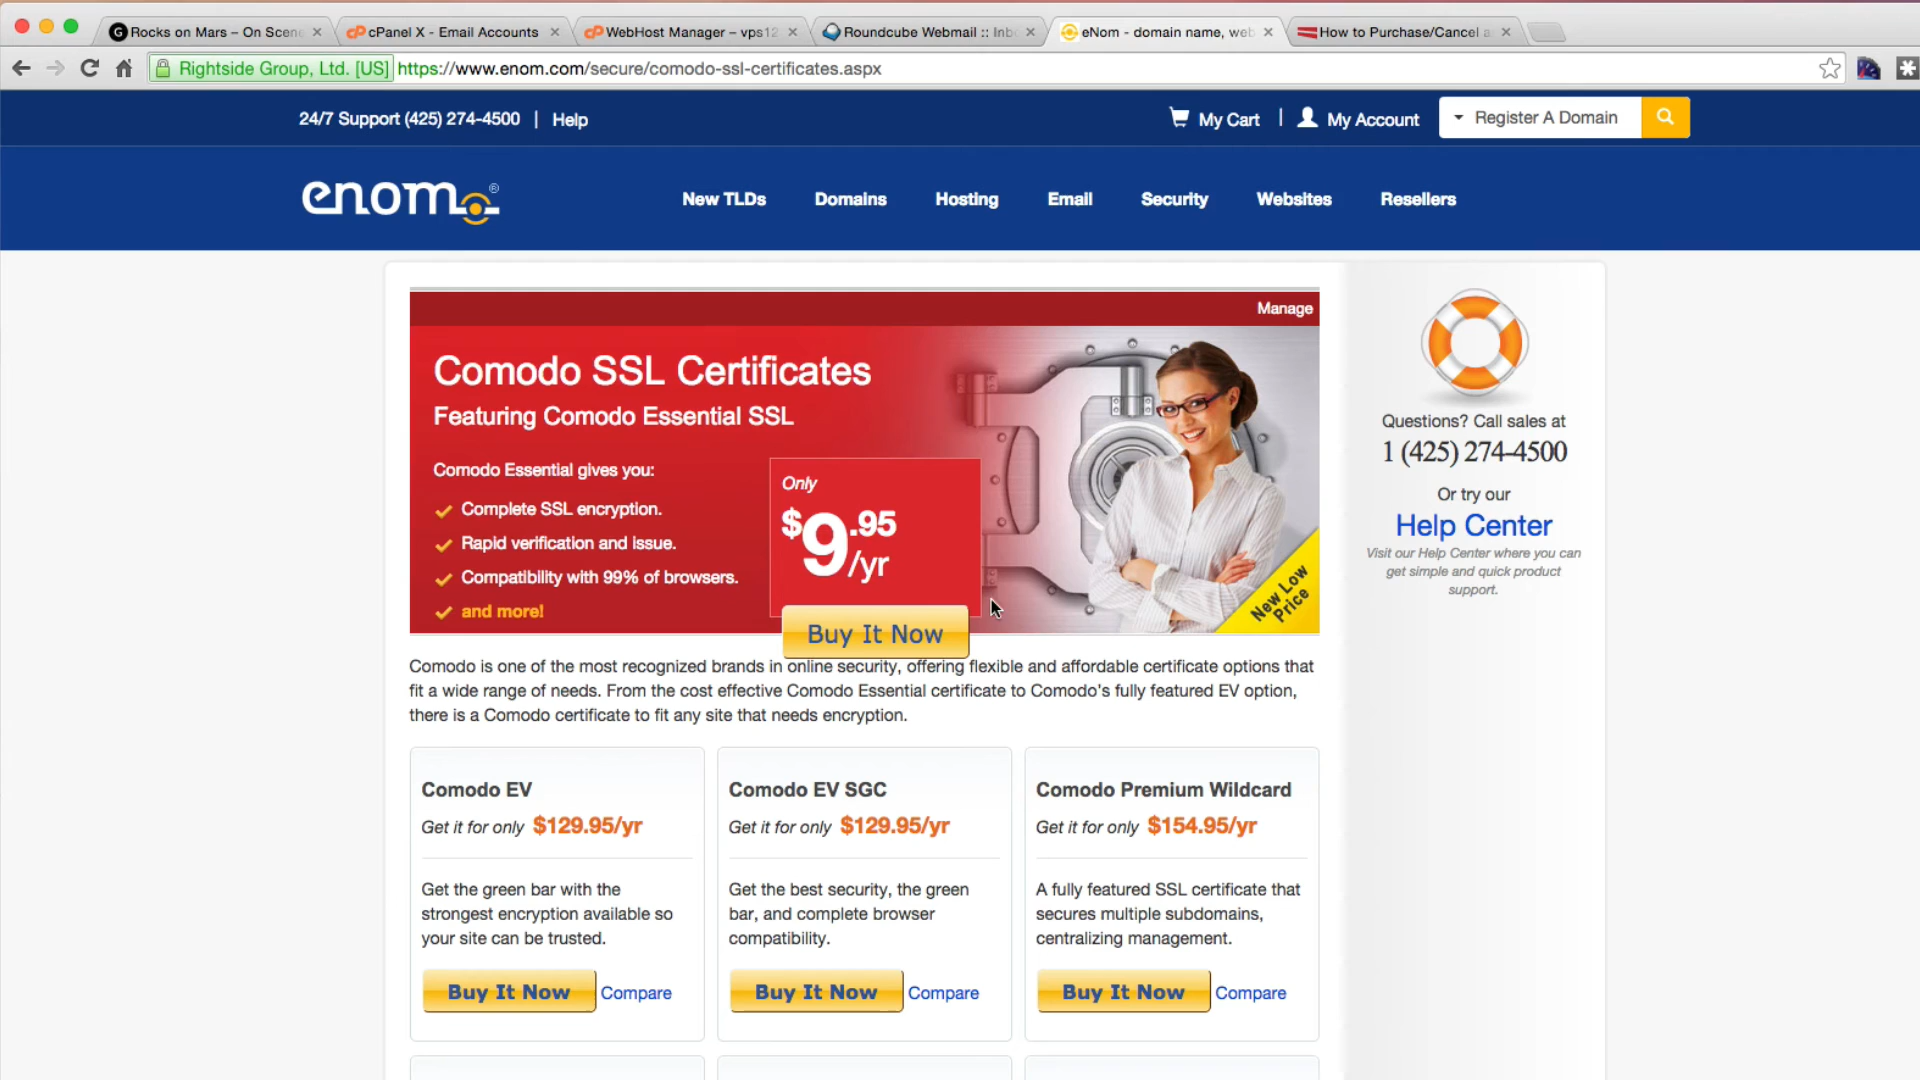 Rocks on Mars – On Scene
cPanel X - Email Accounts
WebHost Manager – vps12
Roundcube Webmail :: Inb
eNom - domain name, web
How to Purchase/Cancel a
Rightside Group, Ltd. [US]
https://www.enom.com/secure/comodo-ssl-certificates.aspx
24/7 Support (425) 274-4500 | Help
My Cart | My Account
Register A Domain
enom®
New TLDs
Domains
Hosting
Email
Security
Websites
Resellers
Manage
Comodo SSL Certificates
Featuring Comodo Essential SSL
Comodo Essential gives you:
Complete SSL encryption.
Rapid verification and issue.
Compatibility with 99% of browsers.
and more!
Only
$9.95
/yr
Buy It Now
New Low
Price
Questions? Call sales at
1 (425) 274-4500
Or try our
Help Center
Visit our Help Center where you can
get simple and quick product
support.
Comodo is one of the most recognized brands in online security, offering flexible and affordable certificate options that
fit a wide range of needs. From the cost effective Comodo Essential certificate to Comodo's fully featured EV option,
there is a Comodo certificate to fit any site that needs encryption.
Comodo EV
Get it for only $129.95/yr
Get the green bar with the
strongest encryption available so
your site can be trusted.
Buy It Now Compare
Comodo EV SGC
Get it for only $129.95/yr
Get the best security, the green
bar, and complete browser
compatibility.
Buy It Now Compare
Comodo Premium Wildcard
Get it for only $154.95/yr
A fully featured SSL certificate that
secures multiple subdomains,
centralizing management.
Buy It Now Compare